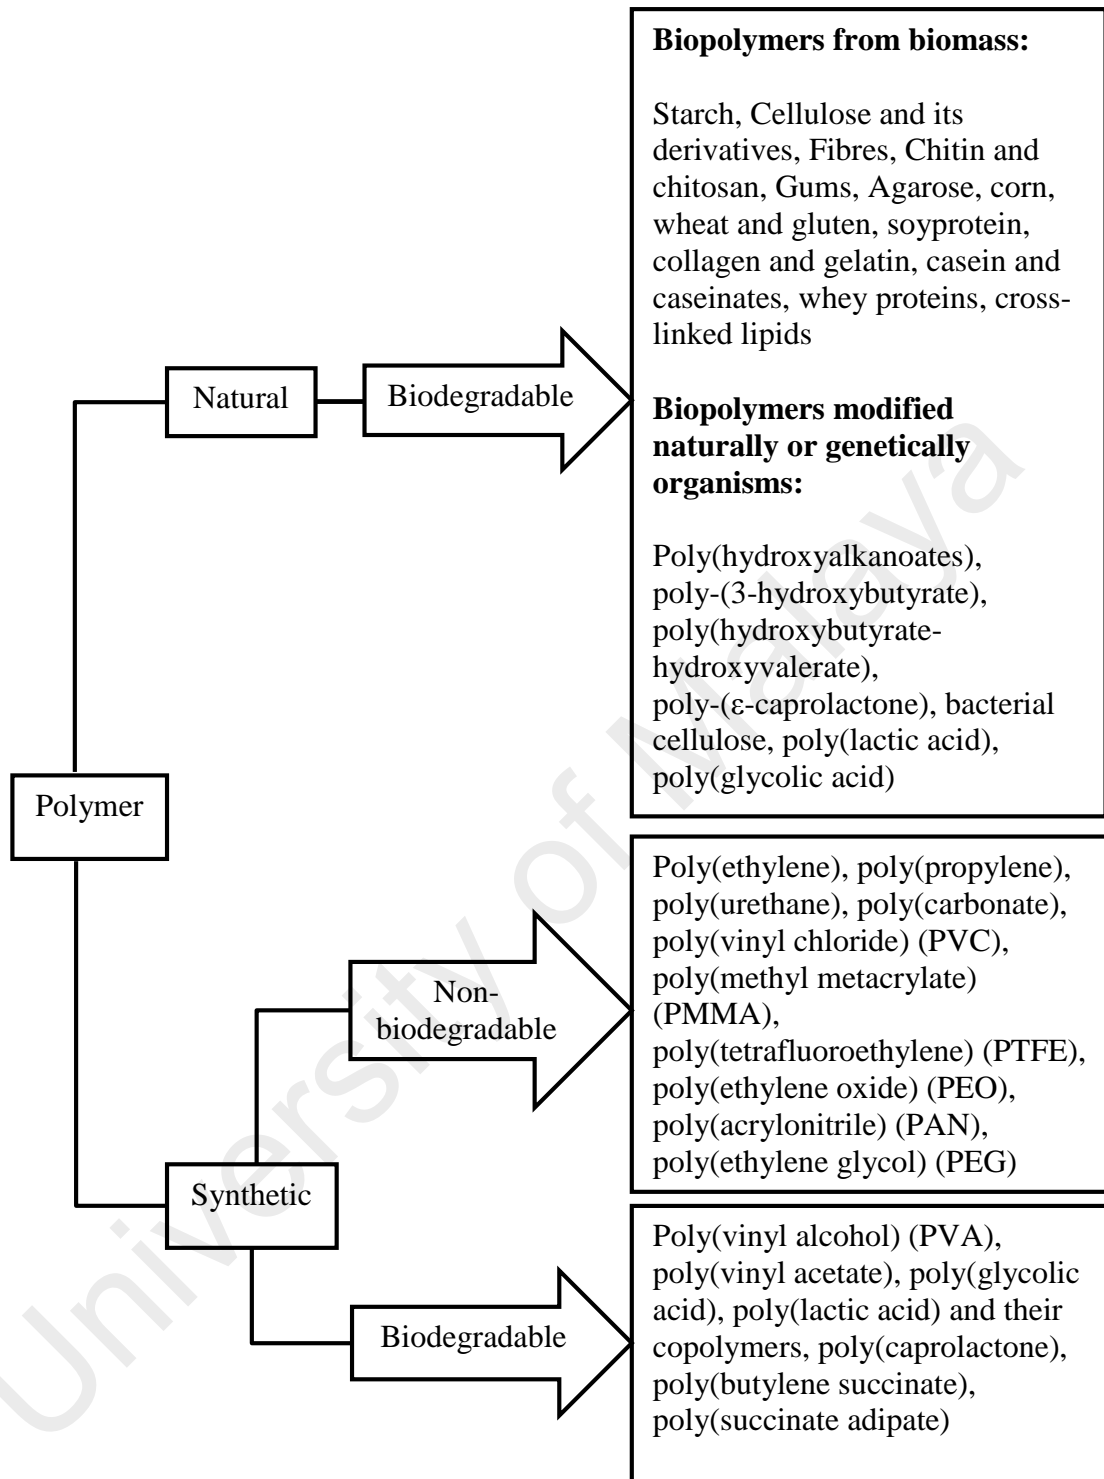 Biopolymers from biomass:
Starch, Cellulose and its
derivatives, Fibres, Chitin and
chitosan, Gums, Agarose, corn,
wheat and gluten, soyprotein,
collagen and gelatin, casein and
caseinates, whey proteins, cross-
linked lipids
Natural
Biodegradable
Biopolymers modified
naturally or genetically
organisms:
Poly(hydroxyalkanoates),
poly-(3-hydroxybutyrate),
poly(hydroxybutyrate-
hydroxyvalerate),
poly-(ε-caprolactone), bacterial
cellulose, poly(lactic acid),
poly(glycolic acid)
Polymer
Poly(ethylene), poly(propylene),
poly(urethane), poly(carbonate),
poly(vinyl chloride) (PVC),
poly(methyl metacrylate)
(PMMA),
poly(tetrafluoroethylene) (PTFE),
poly(ethylene oxide) (PEO),
poly(acrylonitrile) (PAN),
poly(ethylene glycol) (PEG)
Non-
biodegradable
Synthetic
Poly(vinyl alcohol) (PVA),
poly(vinyl acetate), poly(glycolic
acid), poly(lactic acid) and their
copolymers, poly(caprolactone),
poly(butylene succinate),
poly(succinate adipate)
Biodegradable
University of Malaya